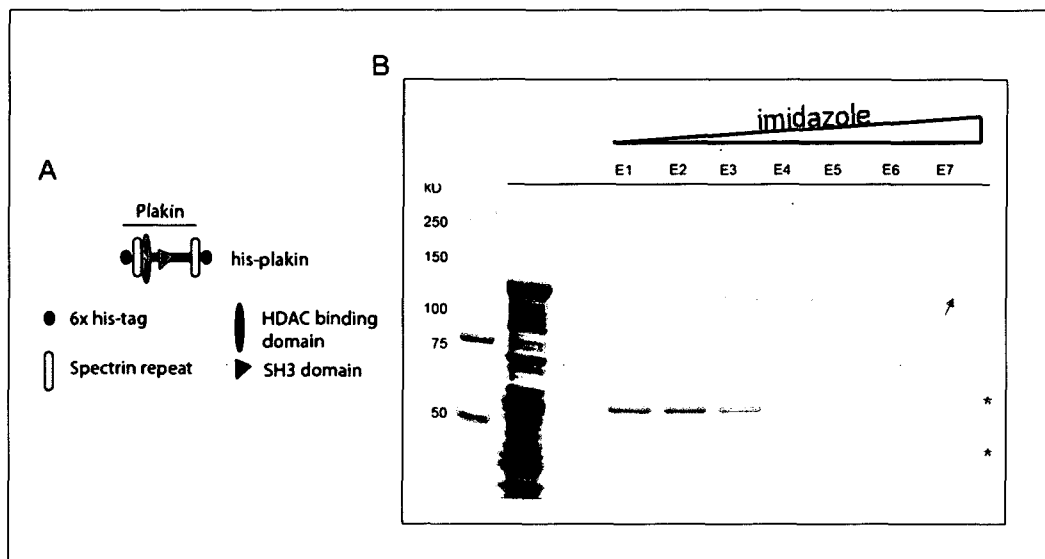 A
Plakin
his-plakin
6x his-tag
HDAC binding
domain
Spectrin repeat
SH3 domain
B
imidazole
E1 E2 E3 E4 E5 E6 E7
kD
250
150
100
75
50
*
*